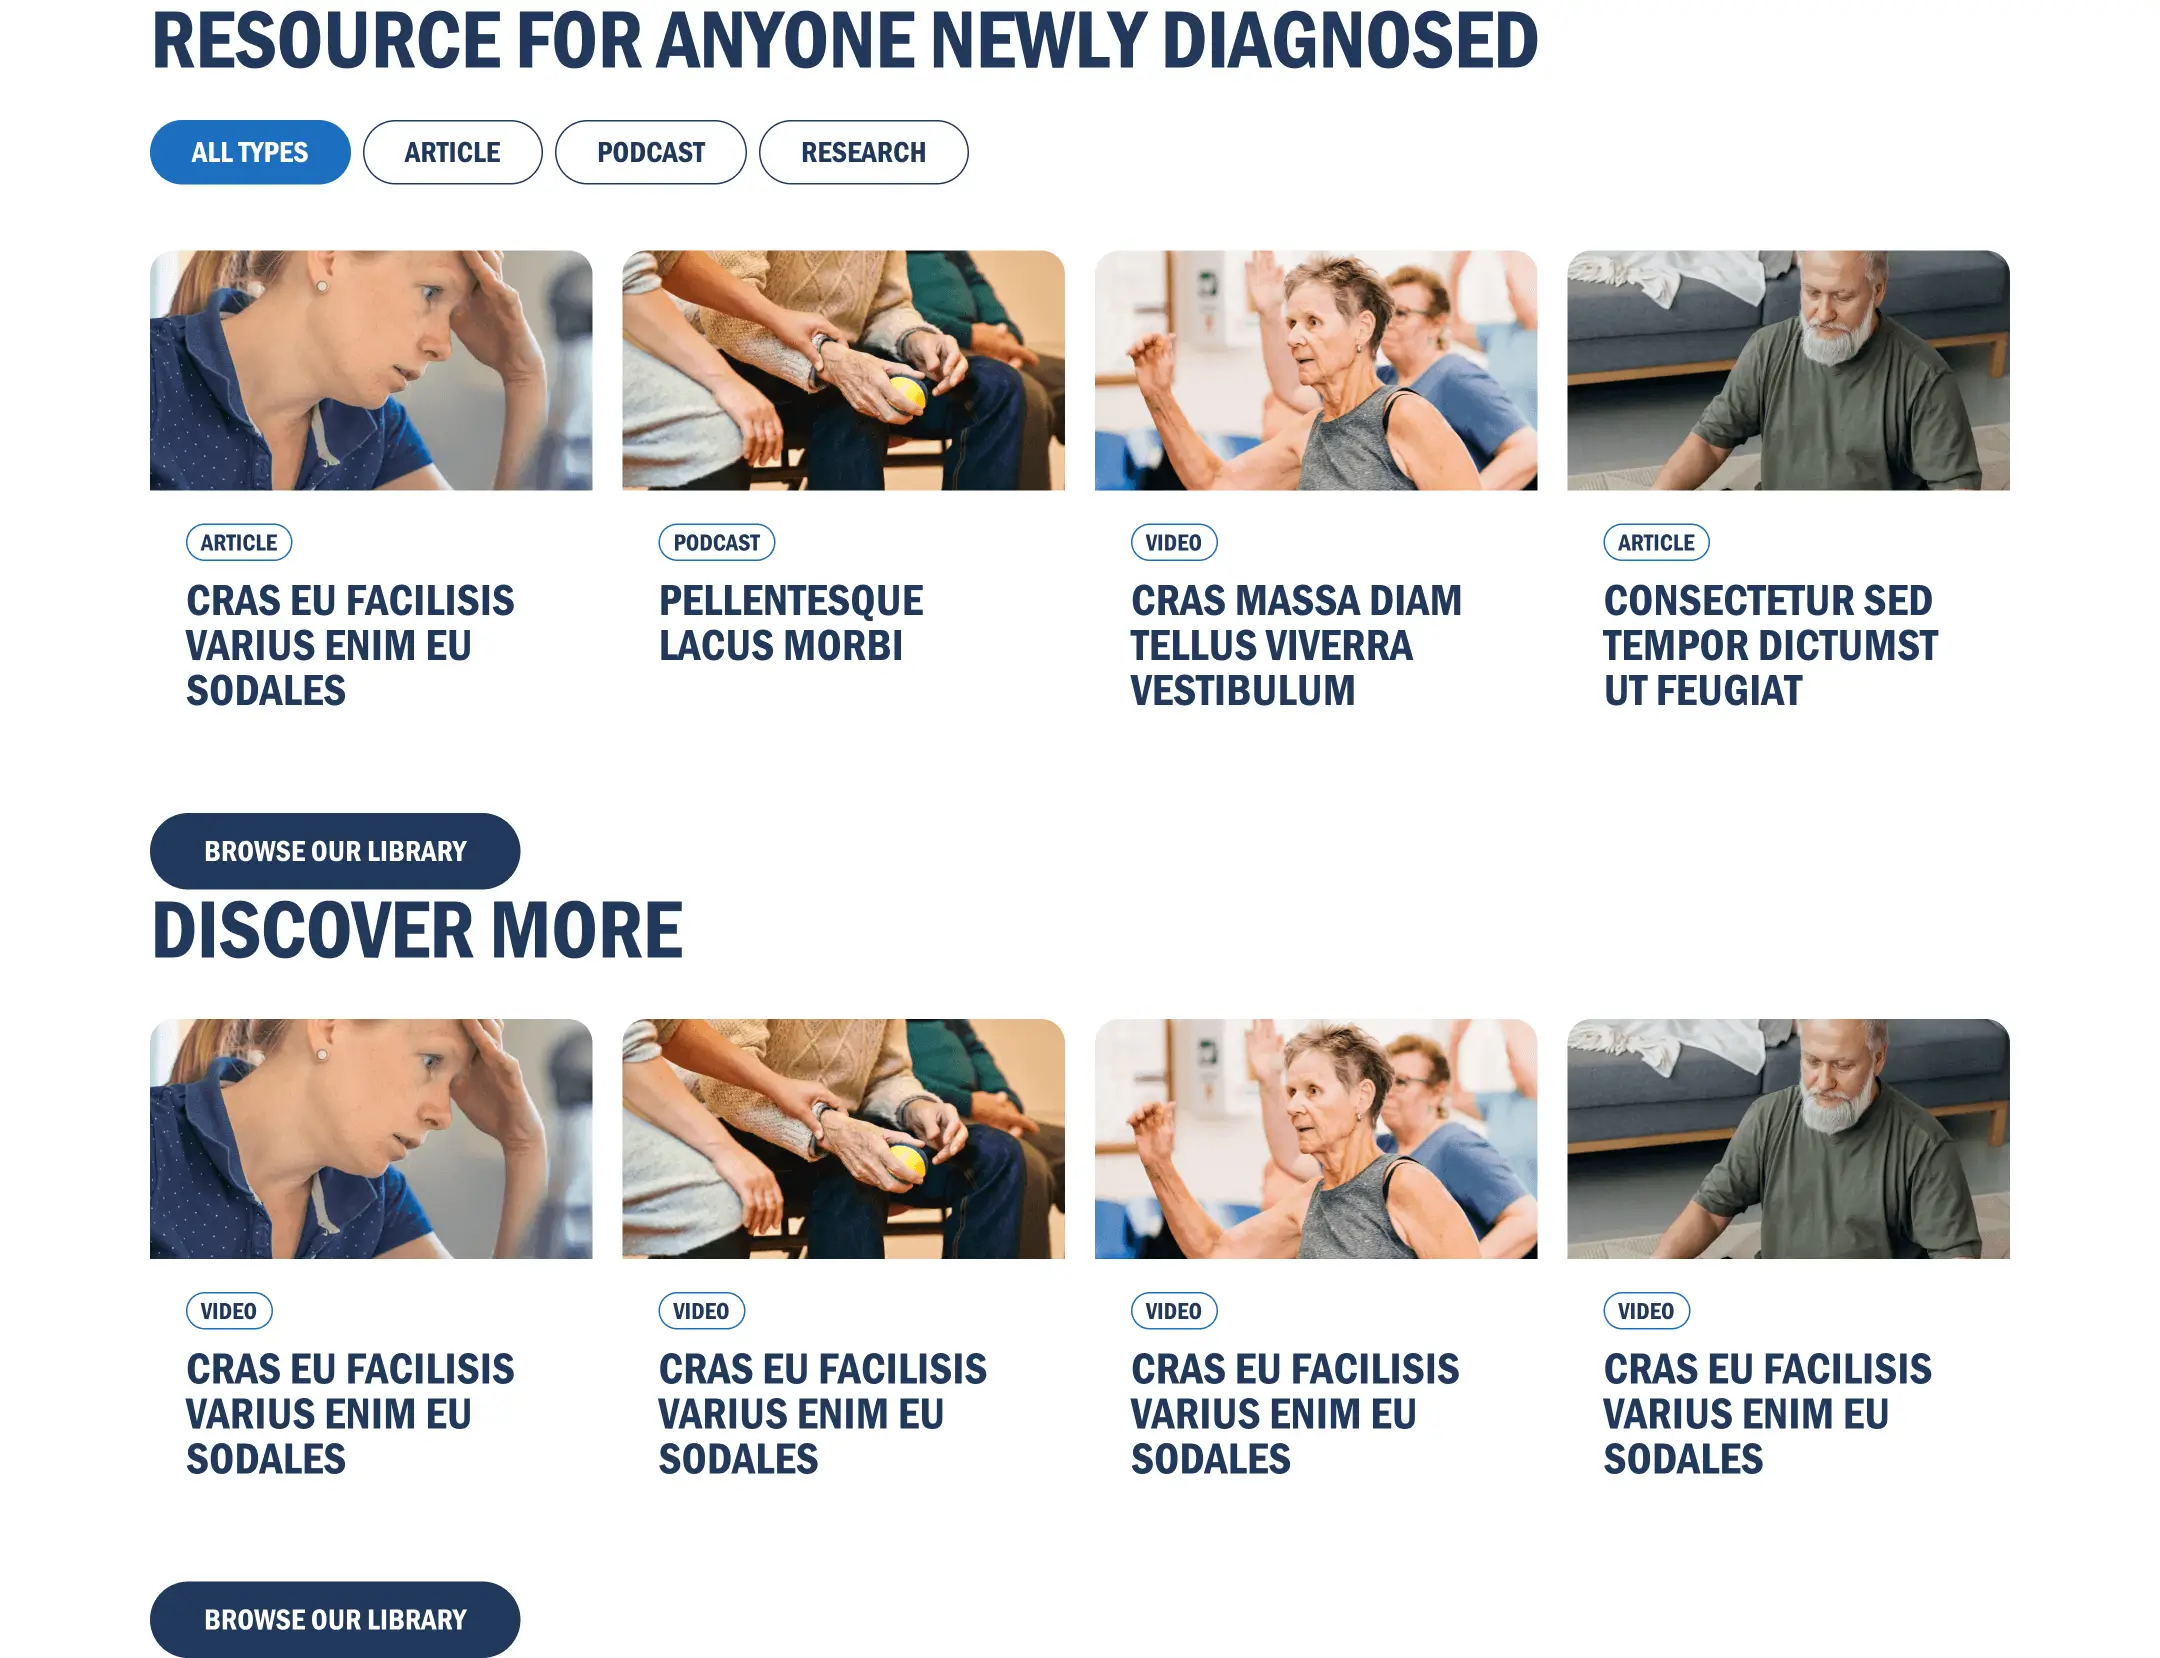 RESOURCE FOR ANYONE NEWLY DIAGNOSED
ALL TYPES
ARTICLE
PODCAST
RESEARCH
ARTICLE
CRAS EU FACILISIS
VARIUS ENIM EU
SODALES
PODCAST
PELLENTESQUE
LACUS MORBI
VIDEO
CRAS MASSA DIAM
TELLUS VIVERRA
VESTIBULUM
ARTICLE
CONSECTETUR SED
TEMPOR DICTUMST
UT FEUGIAT
BROWSE OUR LIBRARY
DISCOVER MORE
VIDEO
CRAS EU FACILISIS
VARIUS ENIM EU
SODALES
VIDEO
CRAS EU FACILISIS
VARIUS ENIM EU
SODALES
VIDEO
CRAS EU FACILISIS
VARIUS ENIM EU
SODALES
VIDEO
CRAS EU FACILISIS
VARIUS ENIM EU
SODALES
BROWSE OUR LIBRARY